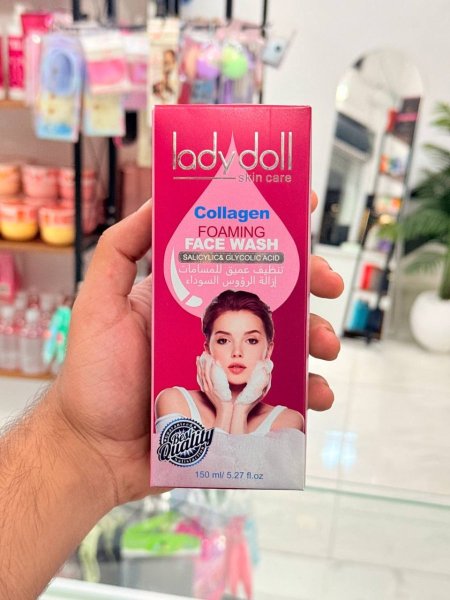 lady doll
skin care
Collagen
FOAMING
FACE WASH
SALICYLIC& GLYCOLIC ACID
تنظيف عميق للمسامات
إزالة الرؤوس السوداء
Best
Quality
150 ml/ 5.27 fl.oz